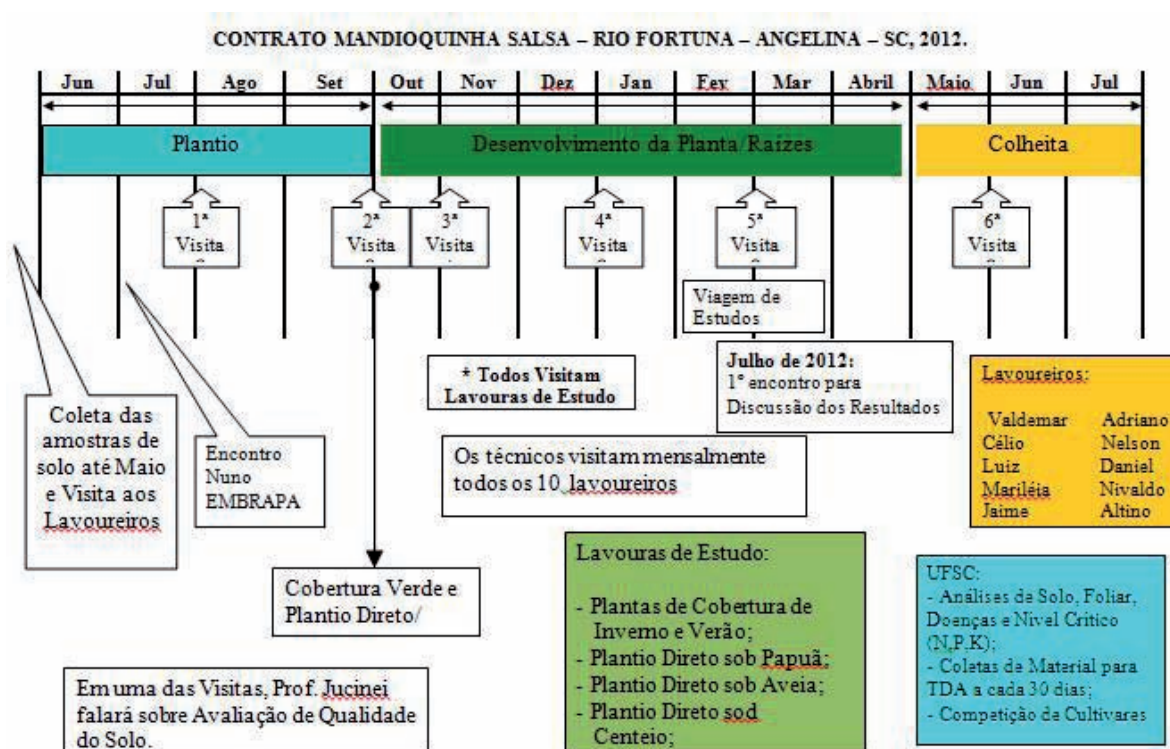 CONTRATO MANDIOQUINHA SALSA – RIO FORTUNA – ANGELINA – SC, 2012.
Jun Jul Ago Set Out Nov Dez Jan Fev Mar Abril Maio Jun Jul
Plantio
Desenvolvimento da Planta/Raízes
Colheita
1ª
Visita
2ª
Visita
3ª
Visita
4ª
Visita
5ª
Visita
6ª
Visita
Viagem de
Estudos
* Todos Visitam
Lavouras de Estudo
Julho de 2012:
1º encontro para
Discussão dos Resultados
Lavoureiros:
Valdemar Adriano
Célio Nelson
Luiz Daniel
Mariléia Nivaldo
Jaime Altino
Coleta das
amostras de
solo até Maio
e Visita aos
Lavoureiros
Encontro
Nuno
EMBRAPA
Os técnicos visitam mensalmente
todos os 10 lavoureiros
Cobertura Verde e
Plantio Direto/
Lavouras de Estudo:
- Plantas de Cobertura de
Inverno e Verão;
- Plantio Direto sob Papuã;
- Plantio Direto sob Aveia;
- Plantio Direto sod
Centeio;
UFSC:
- Análises de Solo, Foliar,
Doenças e Nivel Critico
(N,P,K);
- Coletas de Material para
TDA a cada 30 dias;
- Competição de Cultivares
Em uma das Visitas, Prof. Jucinei
falará sobre Avaliação de Qualidade
do Solo.